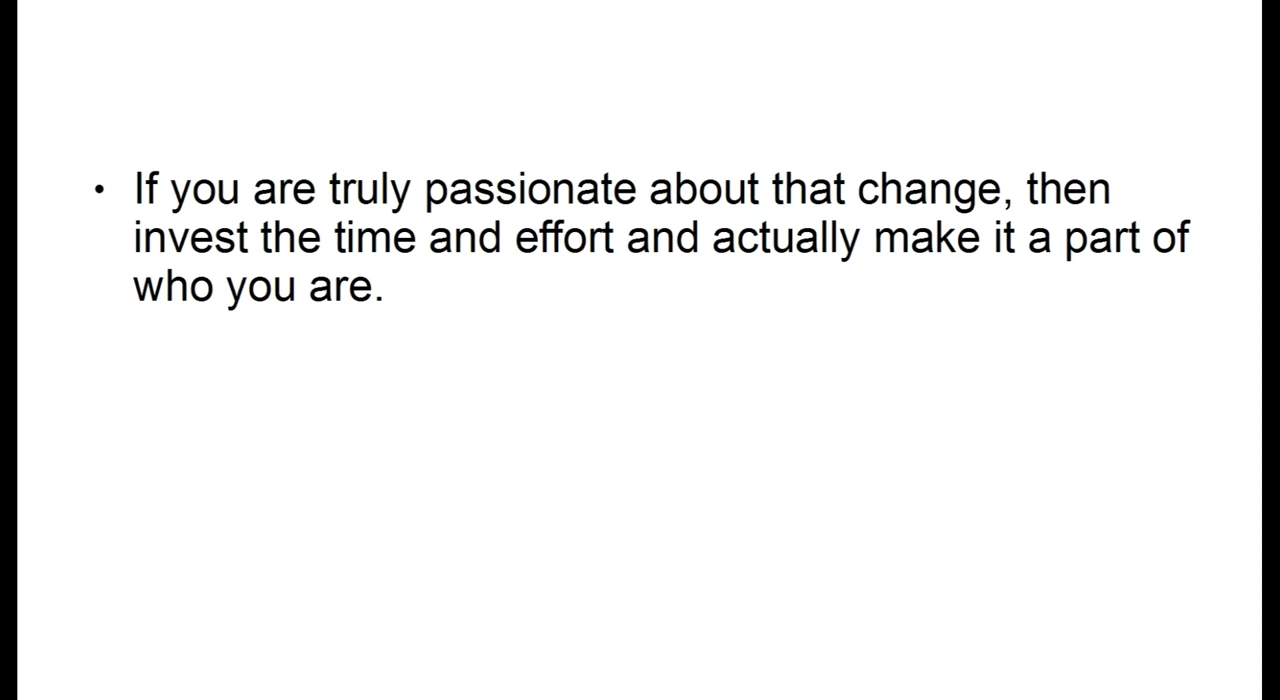 • If you are truly passionate about that change, then
invest the time and effort and actually make it a part of
who you are.